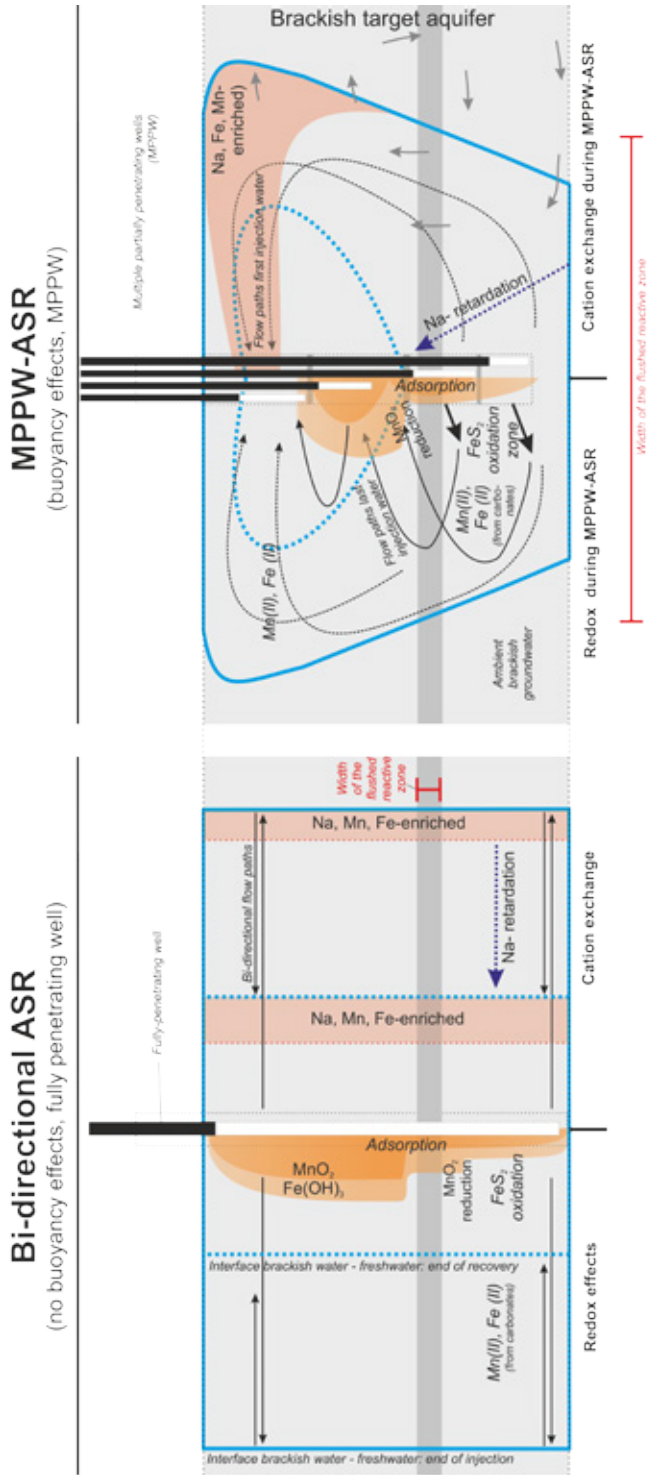 Bi-directional ASR
(no buoyancy effects, fully penetrating well)
Fully-penetrating well
Bi-directional flow paths
Width
of the
flushed
reactive
zone
Na, Mn, Fe-enriched
Na- retardation
Na, Mn, Fe-enriched
Adsorption
MnO2
Fe(OH)3
MnO2
reduction
FeS2
oxidation
Interface brackish water - freshwater: end of recovery
Mn(II), Fe (II)
(from carbonates)
Interface brackish water - freshwater: end of injection
Redox effects
Cation exchange
MPPW-ASR
(buoyancy effects, MPPW)
Multiple partially penetrating wells
(MPPW)
Brackish target aquifer
Na, Fe, Mn-
enriched)
Flow paths first injection water
Na- retardation
Adsorption
MnO2
reduction
FeS2
oxidation
zone
Mn(II), Fe (II)
Flow paths last
injection water
Mn(II),
Fe (II)
(from carbo-
nates)
Ambient
brackish
groundwater
Redox during MPPW-ASR
Cation exchange during MPPW-ASR
Width of the flushed reactive zone